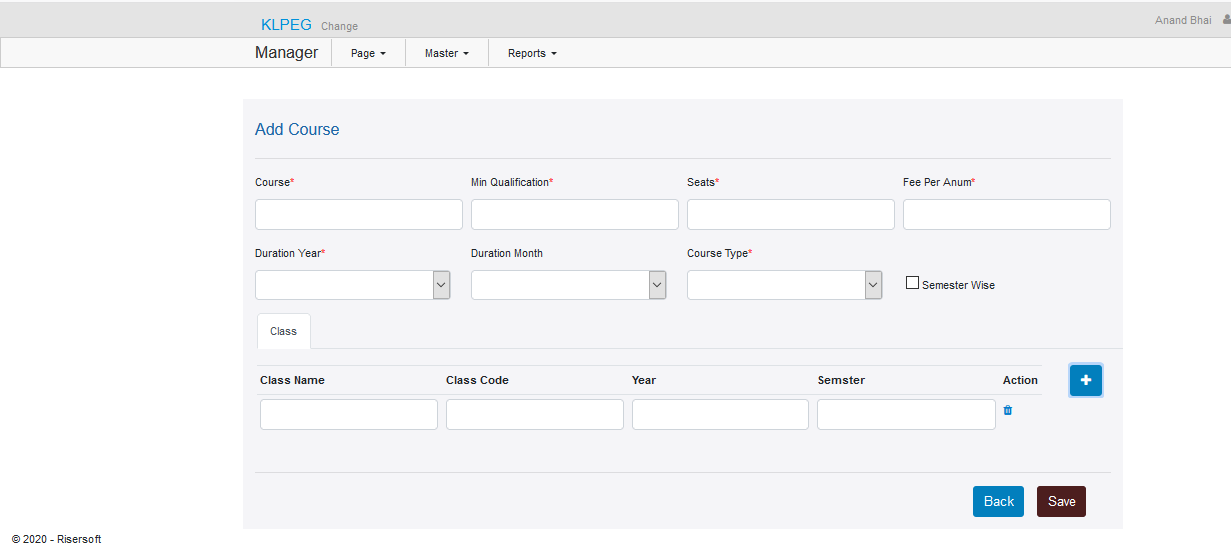 KLPEG Change Anand Bhai
Manager Page Master Reports
Add Course
Course* Min Qualification* Seats* Fee Per Anum*
Duration Year* Duration Month Course Type*
Semester Wise
Class
Class Name Class Code Year Semster Action
Back Save
© 2020 - Risersoft